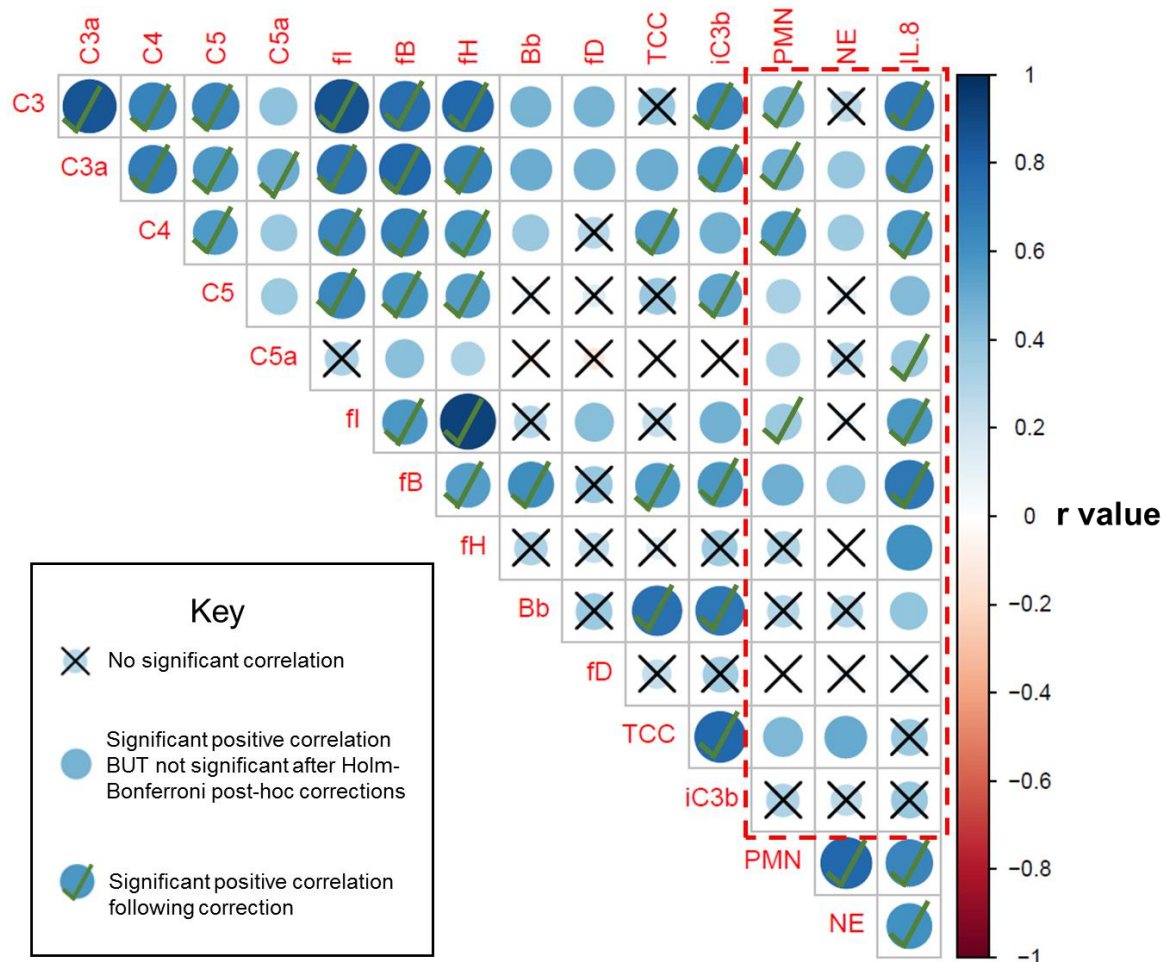 C3a C4 C5 C5a fI fB fH Bb fD TCC iC3b PMN NE IL.8
C3
C3a
C4
C5
C5a
fI
fB
fH
Bb
fD
TCC
iC3b
PMN
NE
1
0.8
0.6
0.4
0.2
0
−0.2
−0.4
−0.6
−0.8
−1
r value
Key
No significant correlation
Significant positive correlation
BUT not significant after Holm-
Bonferroni post-hoc corrections
Significant positive correlation
following correction